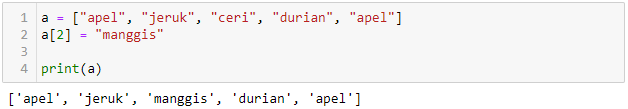 1 a = ["apel", "jeruk", "ceri", "durian", "apel"]
2 a[2] = "manggis"
3
4 print(a)
['apel', 'jeruk', 'manggis', 'durian', 'apel']